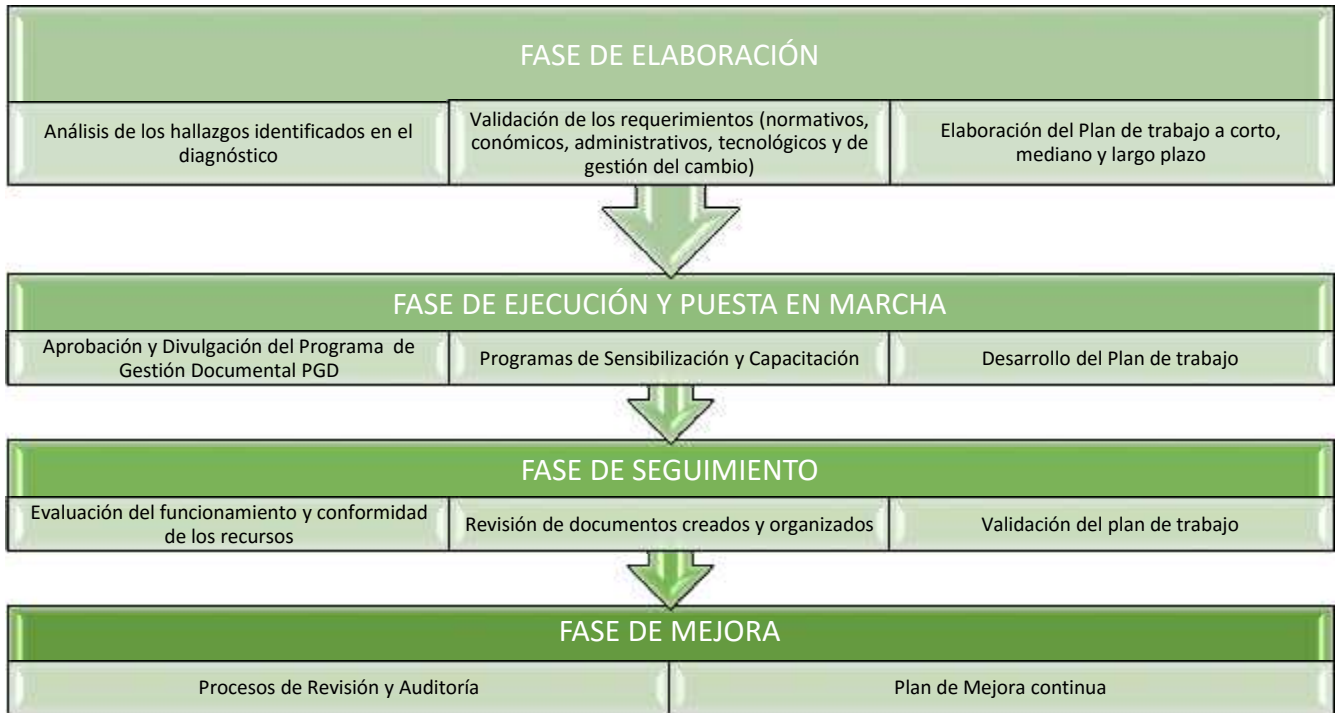 FASE DE ELABORACIÓN
Análisis de los hallazgos identificados en el
diagnóstico
Validación de los requerimientos (normativos,
conómicos, administrativos, tecnológicos y de
gestión del cambio)
Elaboración del Plan de trabajo a corto,
mediano y largo plazo
FASE DE EJECUCIÓN Y PUESTA EN MARCHA
Aprobación y Divulgación del Programa de
Gestión Documental PGD
Programas de Sensibilización y Capacitación
Desarrollo del Plan de trabajo
FASE DE SEGUIMIENTO
Evaluación del funcionamiento y conformidad
de los recursos
Revisión de documentos creados y organizados
Validación del plan de trabajo
FASE DE MEJORA
Procesos de Revisión y Auditoría
Plan de Mejora continua